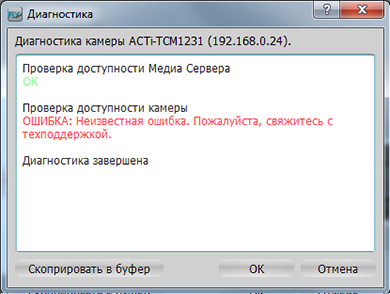 Диагностика
Диагностика камеры ACTi-TCM1231 (192.168.0.24).
Проверка доступности Медиа Сервера
OK
Проверка доступности камеры
ОШИБКА: Неизвестная ошибка. Пожалуйста, свяжитесь с
техподдержкой.
Диагностика завершена
Скоприровать в буфер
OK
Отмена